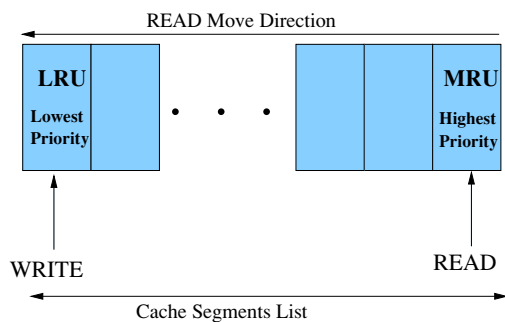 READ Move Direction
LRU
MRU
Lowest
Priority
Highest
Priority
WRITE
READ
Cache Segments List